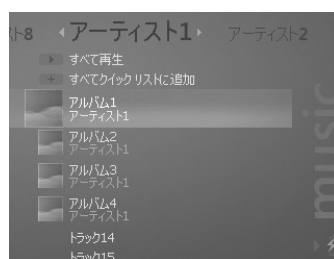 スト8 アーティスト1 アーティスト2
すべて再生
すべてクイックリストに追加
アルバム1
アーティスト1
アルバム2
アーティスト1
アルバム3
アーティスト1
アルバム4
アーティスト1
トラック14
トラック15
music